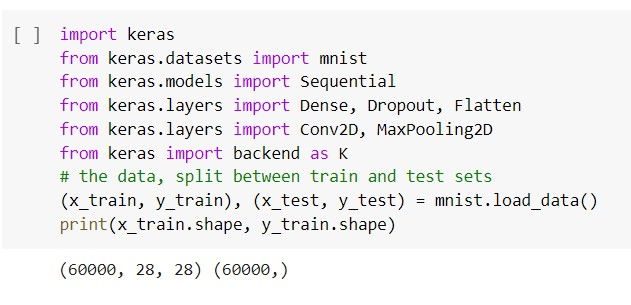 [ ] import keras
from keras.datasets import mnist
from keras.models import Sequential
from keras.layers import Dense, Dropout, Flatten
from keras.layers import Conv2D, MaxPooling2D
from keras import backend as K
# the data, split between train and test sets
(x_train, y_train), (x_test, y_test) = mnist.load_data()
print(x_train.shape, y_train.shape)
(60000, 28, 28) (60000,)